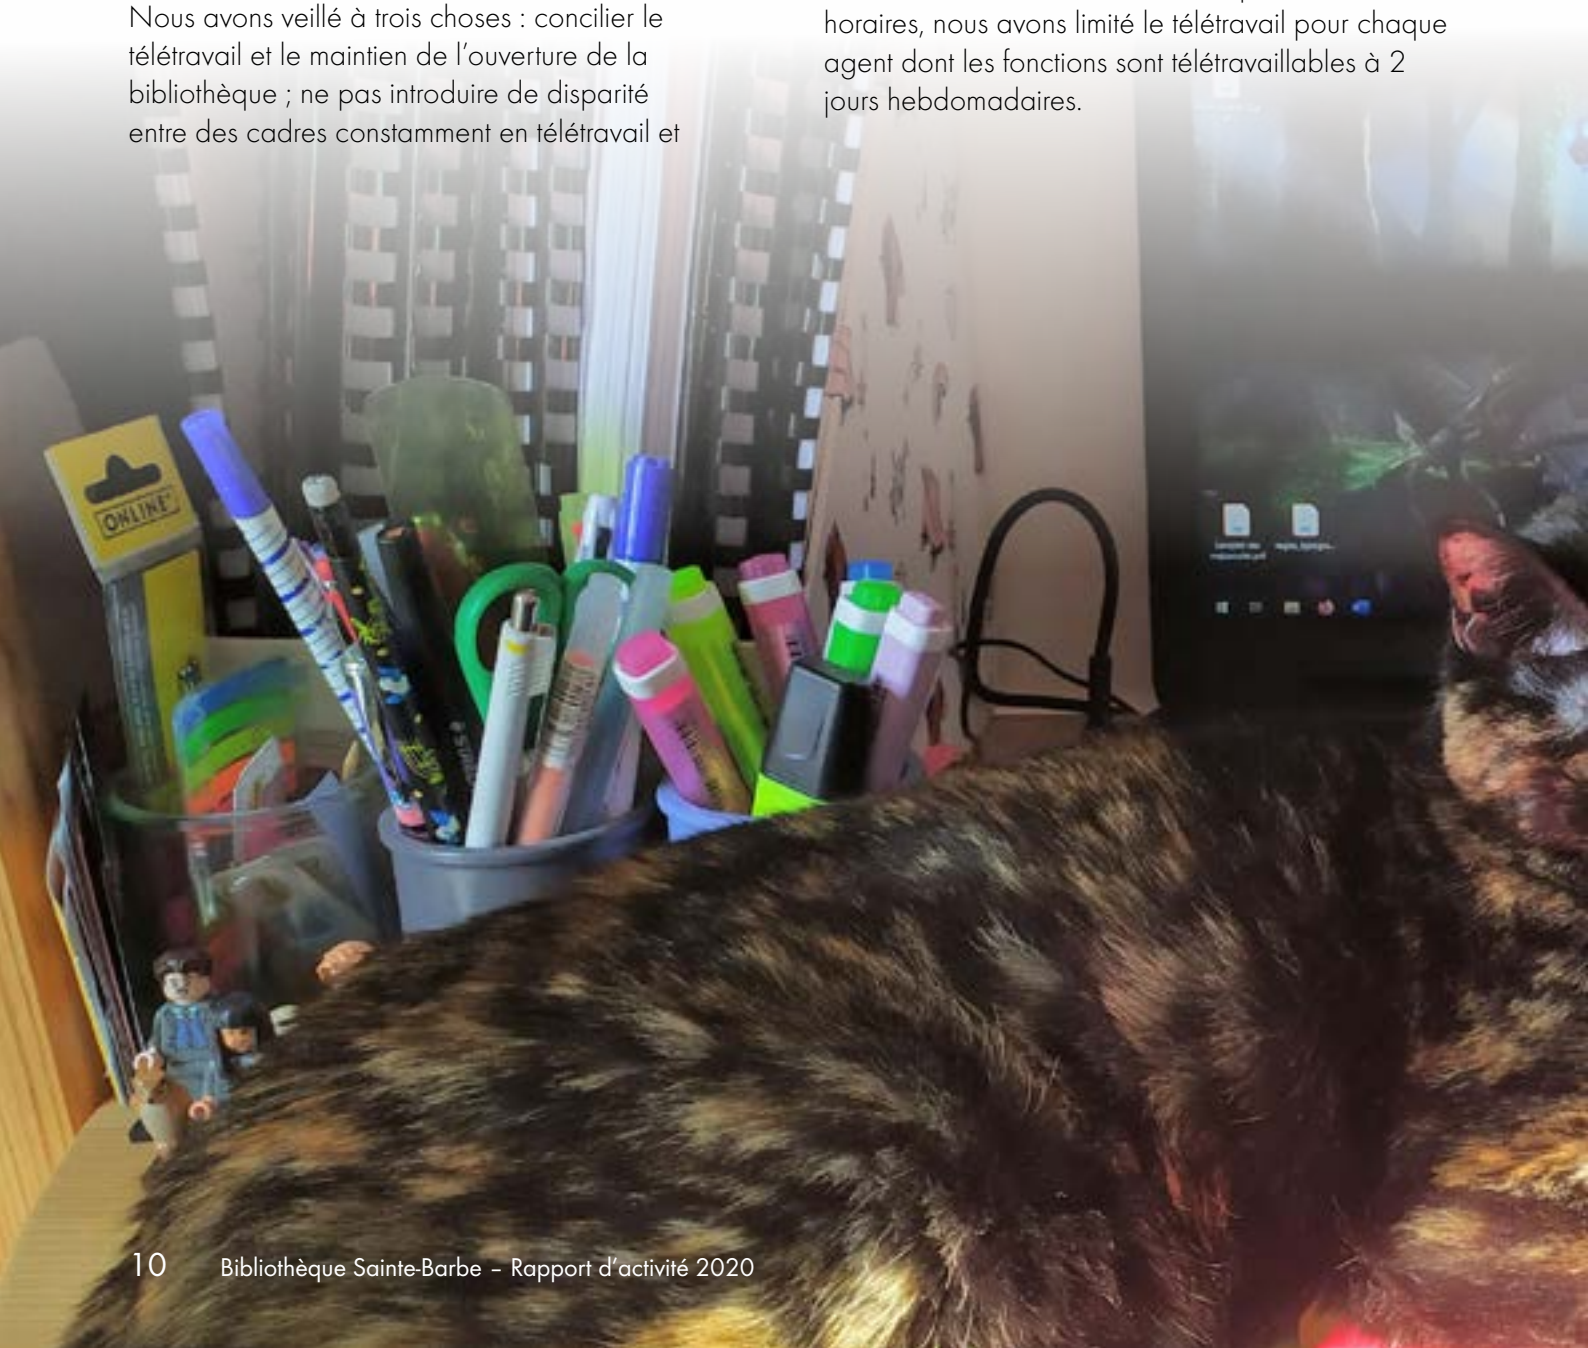 Nous avons veillé à trois choses : concilier le
télétravail et le maintien de l’ouverture de la
bibliothèque ; ne pas introduire de disparité
entre des cadres constamment en télétravail et
horaires, nous avons limité le télétravail pour chaque
agent dont les fonctions sont télétravaillables à 2
jours hebdomadaires.
ONLINE
10 Bibliothèque Sainte-Barbe – Rapport d’activité 2020